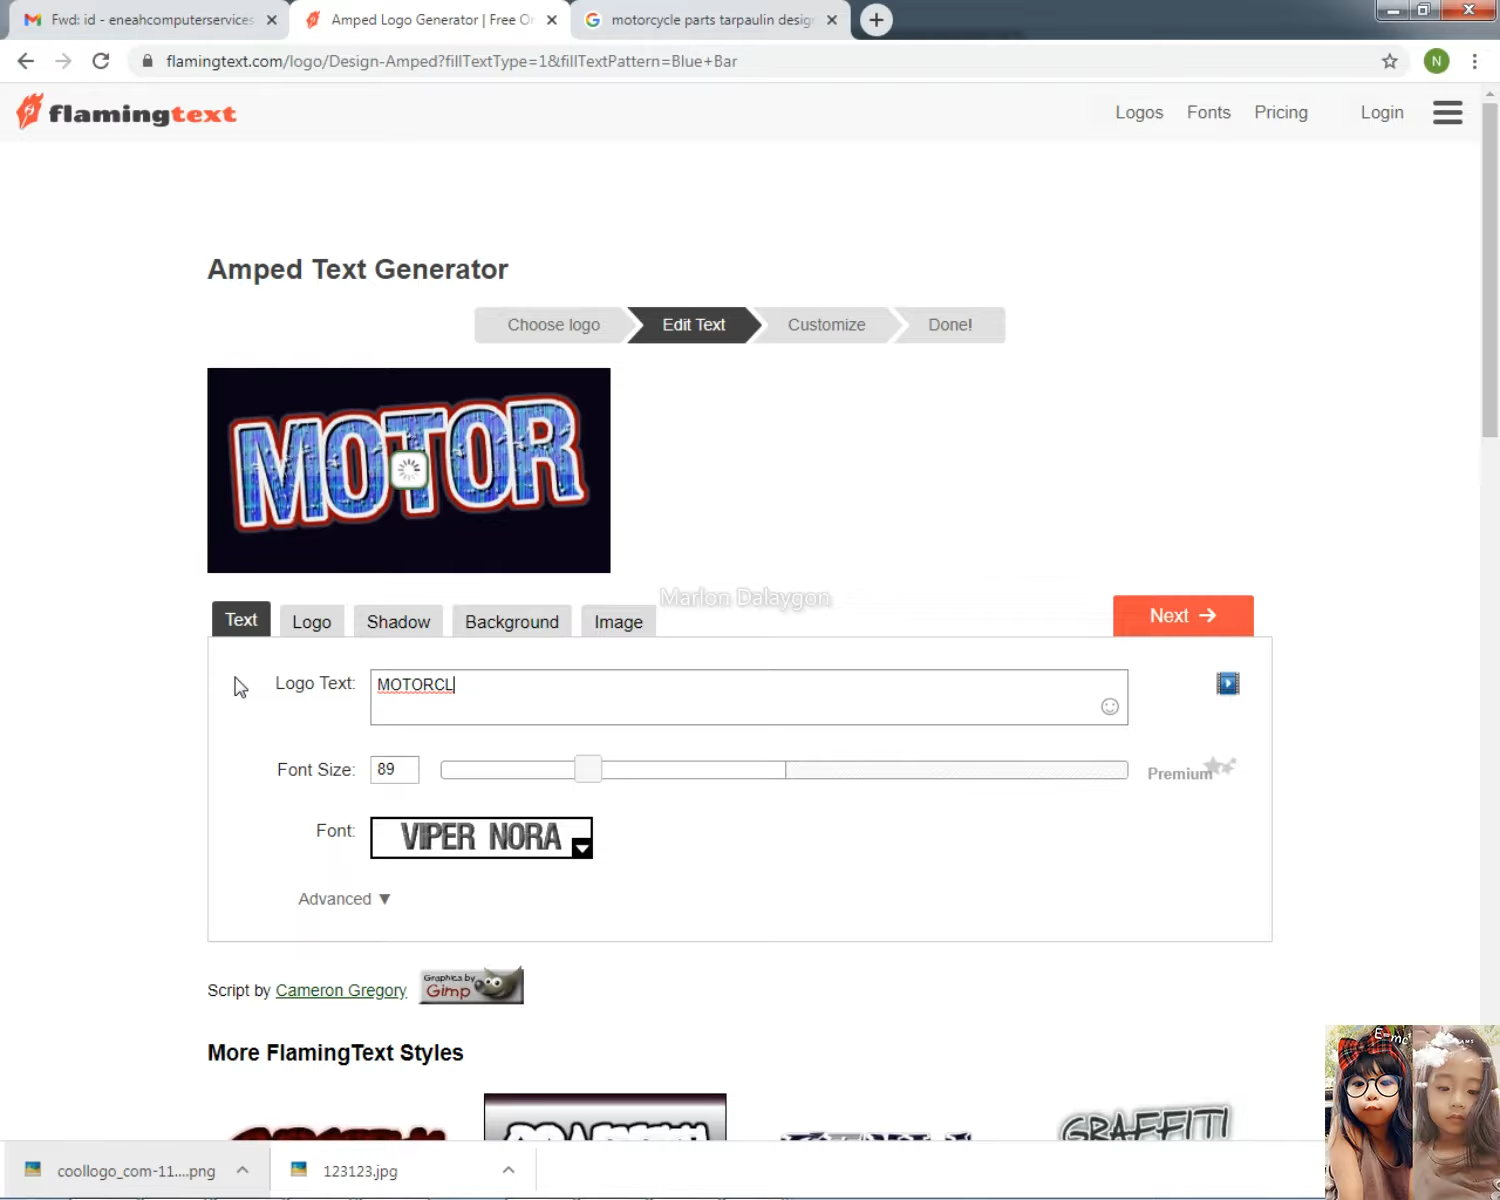 Fwd: id - eneahcomputerservices
Amped Logo Generator | Free On
motorcycle parts tarpaulin desig
flamingtext.com/logo/Design-Amped?fillTextType=1&fillTextPattern=Blue+Bar
N
flamingtext
Logos
Fonts
Pricing
Login
Amped Text Generator
Choose logo
Edit Text
Customize
Done!
MOTOR
Marlon Dalaygon
Text
Logo
Shadow
Background
Image
Next →
Logo Text:
MOTORCL
Font Size:
89
Premium
Font:
VIPER NORA
Advanced ▼
Script by Cameron Gregory
Graphics by
Gimp
More FlamingText Styles
GRAFFITI
E=mc²
coollogo_com-11....png
123123.jpg